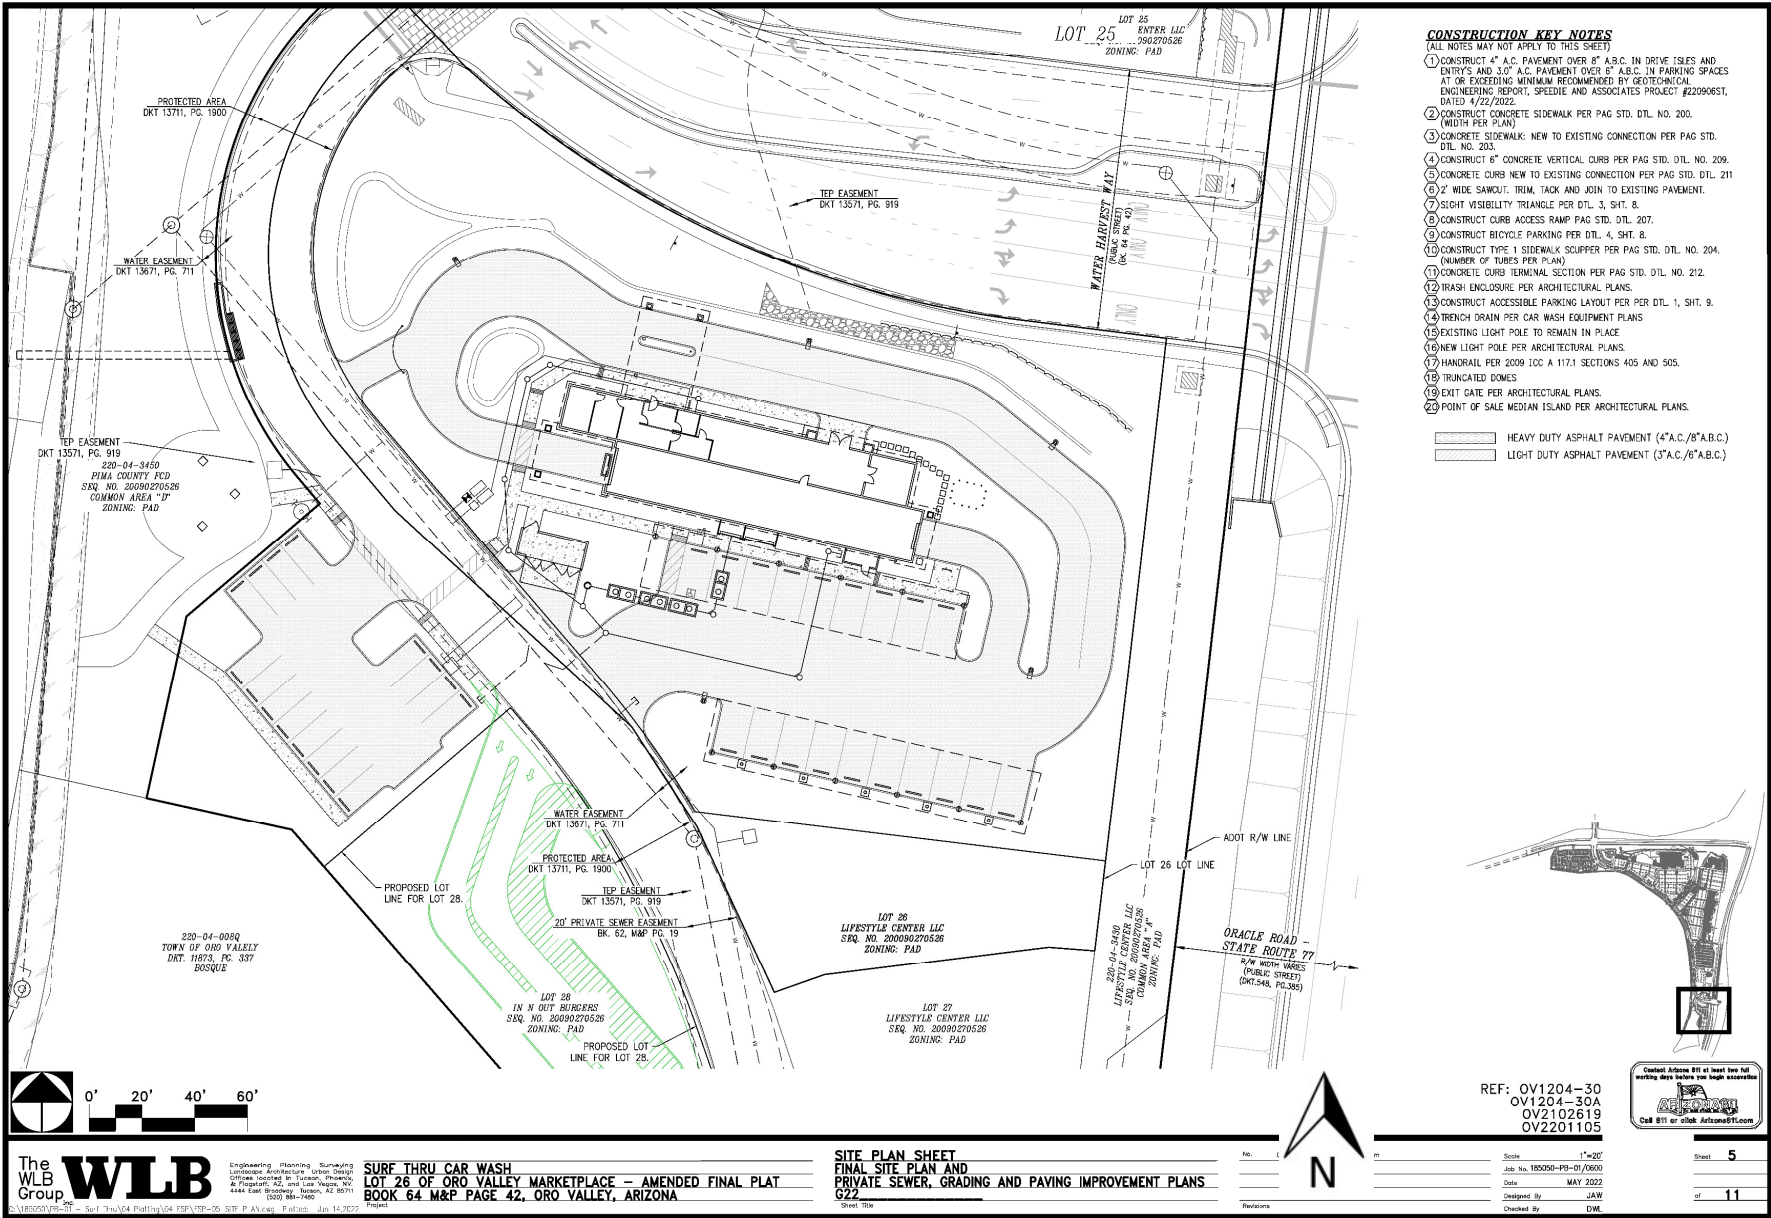 LOT 25
LOT 25 ENTER LLC
090270526
ZONING: PAD
PROTECTED AREA
DKT 13711, PG. 1900
TEP EASEMENT
DKT 13571, PG. 919
WATER HARVEST WAY
(PUBLIC STREET)
(BK. 64 PG. 42)
ONLY
WATER EASEMENT
DKT 13671, PG. 711
TEP EASEMENT
DKT 13571, PG. 919
220-04-3450
PIMA COUNTY FCD
SEQ. NO. 20090270526
COMMON AREA "D"
ZONING: PAD
WATER EASEMENT
DKT 13671, PG. 711
PROTECTED AREA
DKT 13711, PG. 1900
TEP EASEMENT
DKT 13571, PG. 919
20' PRIVATE SEWER EASEMENT
BK. 62, M&P PG. 19
PROPOSED LOT
LINE FOR LOT 28.
220-04-008Q
TOWN OF ORO VALELY
DKT. 11873, PG. 337
BOSQUE
LOT 28
IN N OUT BURGERS
SEQ. NO. 20090270526
ZONING: PAD
PROPOSED LOT
LINE FOR LOT 28.
LOT 26
LIFESTYLE CENTER LLC
SEQ. NO. 200090270526
ZONING: PAD
LOT 27
LIFESTYLE CENTER LLC
SEQ. NO. 20090270526
ZONING: PAD
220-04-3430
LIFESTYLE CENTER LLC
SEQ. NO. 20090270526
COMMON AREA "A"
ZONING: PAD
ADOT R/W LINE
LOT 26 LOT LINE
ORACLE ROAD -
STATE ROUTE 77
R/W WIDTH VARIES
(PUBLIC STREET)
(DKT.548, PG.385)
CONSTRUCTION KEY NOTES
(ALL NOTES MAY NOT APPLY TO THIS SHEET)
1 CONSTRUCT 4" A.C. PAVEMENT OVER 8" A.B.C. IN DRIVE ISLES AND
ENTRY'S AND 3.0" A.C. PAVEMENT OVER 6" A.B.C. IN PARKING SPACES
AT OR EXCEEDING MINIMUM RECOMMENDED BY GEOTECHNICAL
ENGINEERING REPORT, SPEEDIE AND ASSOCIATES PROJECT #220906ST,
DATED 4/22/2022.
2 CONSTRUCT CONCRETE SIDEWALK PER PAG STD. DTL. NO. 200.
(WIDTH PER PLAN)
3 CONCRETE SIDEWALK: NEW TO EXISTING CONNECTION PER PAG STD.
DTL. NO. 203.
4 CONSTRUCT 6" CONCRETE VERTICAL CURB PER PAG STD. DTL. NO. 209.
5 CONCRETE CURB NEW TO EXISTING CONNECTION PER PAG STD. DTL. 211
6 2' WIDE SAWCUT. TRIM, TACK AND JOIN TO EXISTING PAVEMENT.
7 SIGHT VISIBILITY TRIANGLE PER DTL. 3, SHT. 8.
8 CONSTRUCT CURB ACCESS RAMP PAG STD. DTL. 207.
9 CONSTRUCT BICYCLE PARKING PER DTL. 4, SHT. 8.
10 CONSTRUCT TYPE 1 SIDEWALK SCUPPER PER PAG STD. DTL. NO. 204.
(NUMBER OF TUBES PER PLAN)
11 CONCRETE CURB TERMINAL SECTION PER PAG STD. DTL. NO. 212.
12 TRASH ENCLOSURE PER ARCHITECTURAL PLANS.
13 CONSTRUCT ACCESSIBLE PARKING LAYOUT PER PER DTL. 1, SHT. 9.
14 TRENCH DRAIN PER CAR WASH EQUIPMENT PLANS
15 EXISTING LIGHT POLE TO REMAIN IN PLACE
16 NEW LIGHT POLE PER ARCHITECTURAL PLANS.
17 HANDRAIL PER 2009 ICC A 117.1 SECTIONS 405 AND 505.
18 TRUNCATED DOMES
19 EXIT GATE PER ARCHITECTURAL PLANS.
20 POINT OF SALE MEDIAN ISLAND PER ARCHITECTURAL PLANS.
HEAVY DUTY ASPHALT PAVEMENT (4"A.C./8"A.B.C.)
LIGHT DUTY ASPHALT PAVEMENT (3"A.C./6"A.B.C.)
0' 20' 40' 60'
N
REF: OV1204-30
OV1204-30A
OV2102619
OV2201105
Contact Arizona 811 at least two full
working days before you begin excavation
ARIZONA811
Call 811 or click Arizona811.com
The
WLB
Group Inc.
WLB
Engineering Planning Surveying
Landscape Architecture Urban Design
Offices located in Tucson, Phoenix,
& Flagstaff, AZ. and Las Vegas, NV.
4444 East Broadway Tucson, AZ 85711
(520) 881-7480
SURF THRU CAR WASH
LOT 26 OF ORO VALLEY MARKETPLACE - AMENDED FINAL PLAT
BOOK 64 M&P PAGE 42, ORO VALLEY, ARIZONA
Project
SITE PLAN SHEET
FINAL SITE PLAN AND
PRIVATE SEWER, GRADING AND PAVING IMPROVEMENT PLANS
G22
Sheet Title
No.
Revisions
Scale 1"=20'
Job No. 185050-PB-01/0600
Date MAY 2022
Designed By JAW
Checked By DWL
Sheet 5
of 11